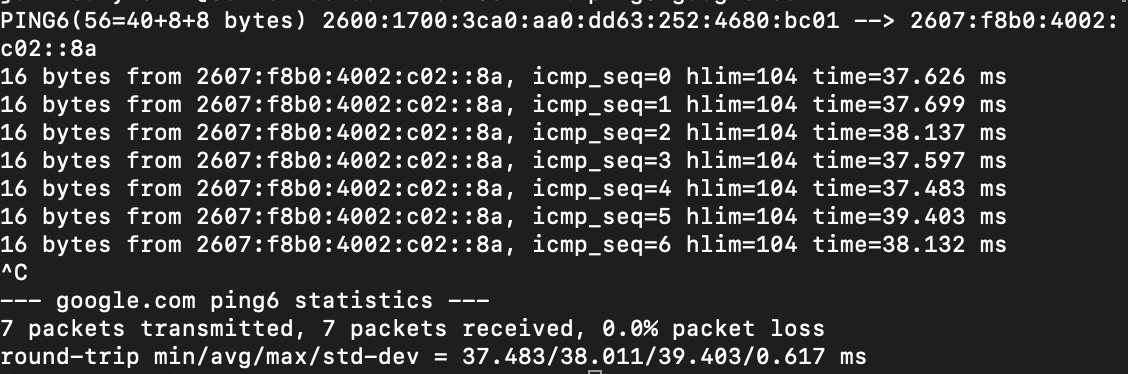 PING6(56=40+8+8 bytes) 2600:1700:3ca0:aa0:dd63:252:4680:bc01 --> 2607:f8b0:4002:
c02::8a
16 bytes from 2607:f8b0:4002:c02::8a, icmp_seq=0 hlim=104 time=37.626 ms
16 bytes from 2607:f8b0:4002:c02::8a, icmp_seq=1 hlim=104 time=37.699 ms
16 bytes from 2607:f8b0:4002:c02::8a, icmp_seq=2 hlim=104 time=38.137 ms
16 bytes from 2607:f8b0:4002:c02::8a, icmp_seq=3 hlim=104 time=37.597 ms
16 bytes from 2607:f8b0:4002:c02::8a, icmp_seq=4 hlim=104 time=37.483 ms
16 bytes from 2607:f8b0:4002:c02::8a, icmp_seq=5 hlim=104 time=39.403 ms
16 bytes from 2607:f8b0:4002:c02::8a, icmp_seq=6 hlim=104 time=38.132 ms
^C
--- google.com ping6 statistics ---
7 packets transmitted, 7 packets received, 0.0% packet loss
round-trip min/avg/max/std-dev = 37.483/38.011/39.403/0.617 ms